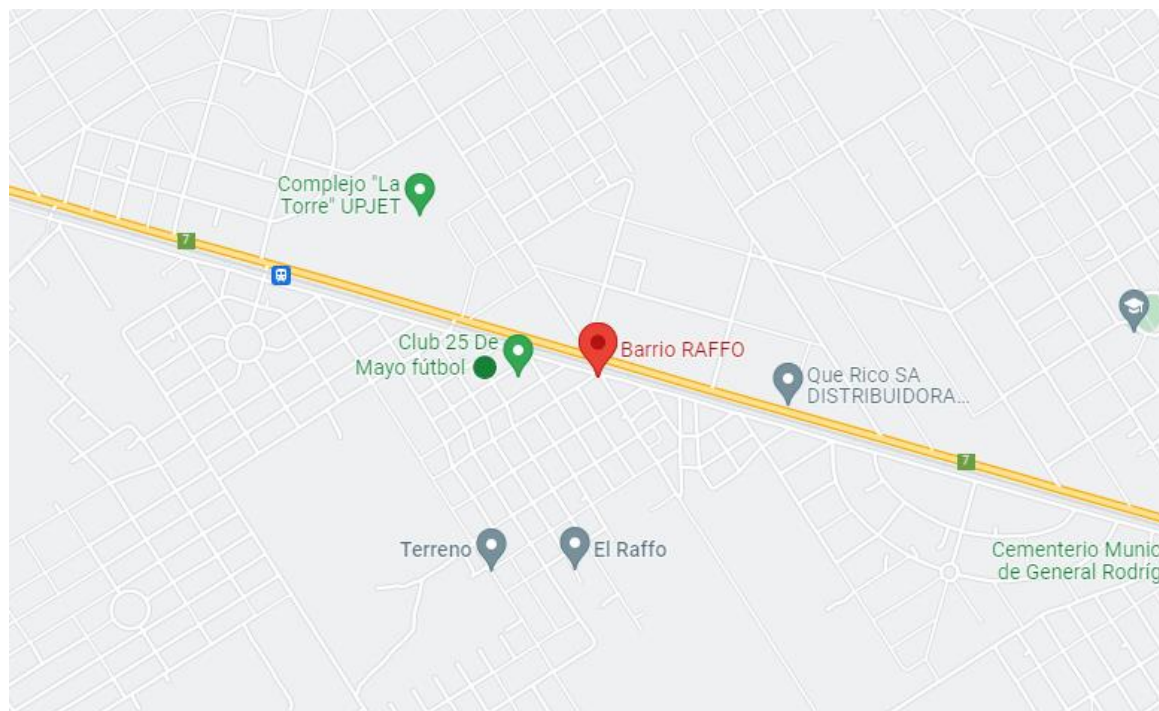 Complejo "La
Torre" UPJET
7
Club 25 De
Mayo fútbol
Barrio RAFFO
Que Rico SA
DISTRIBUIDORA...
7
Terreno
El Raffo
Cementerio Munic
de General Rodríg